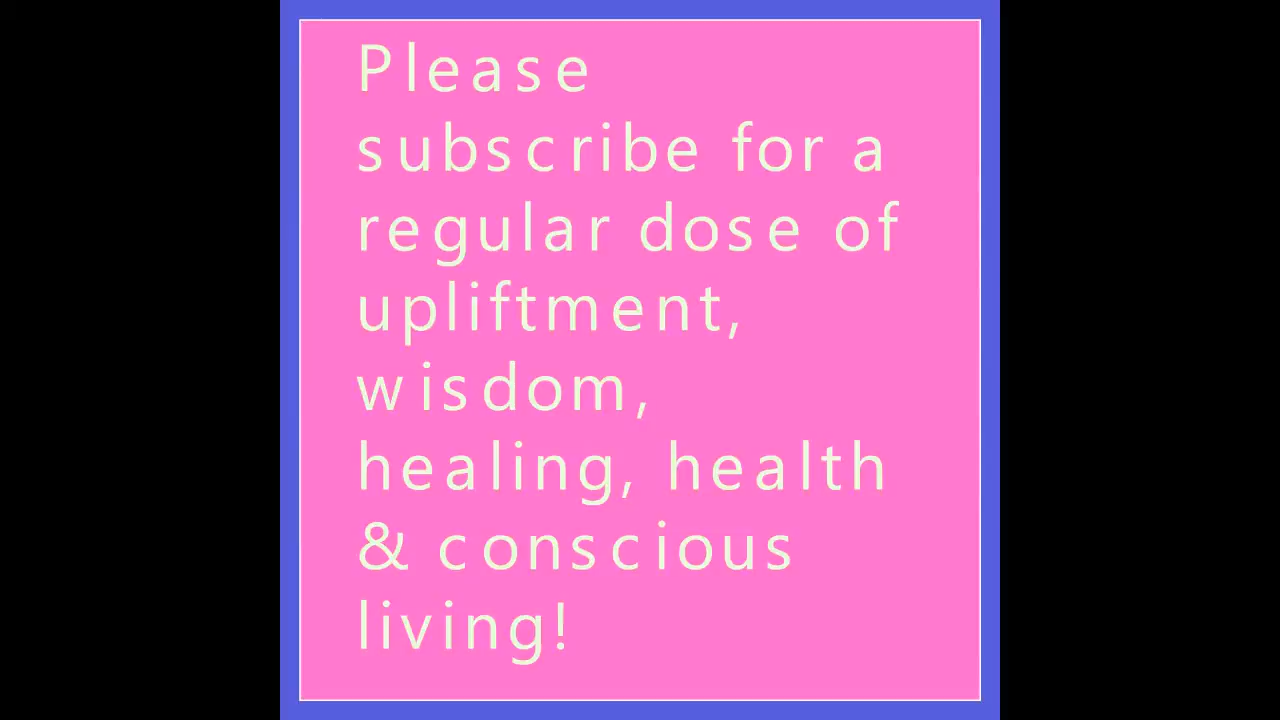 Please
subscribe for a
regular dose of
upliftment,
wisdom,
healing, health
& conscious
living!